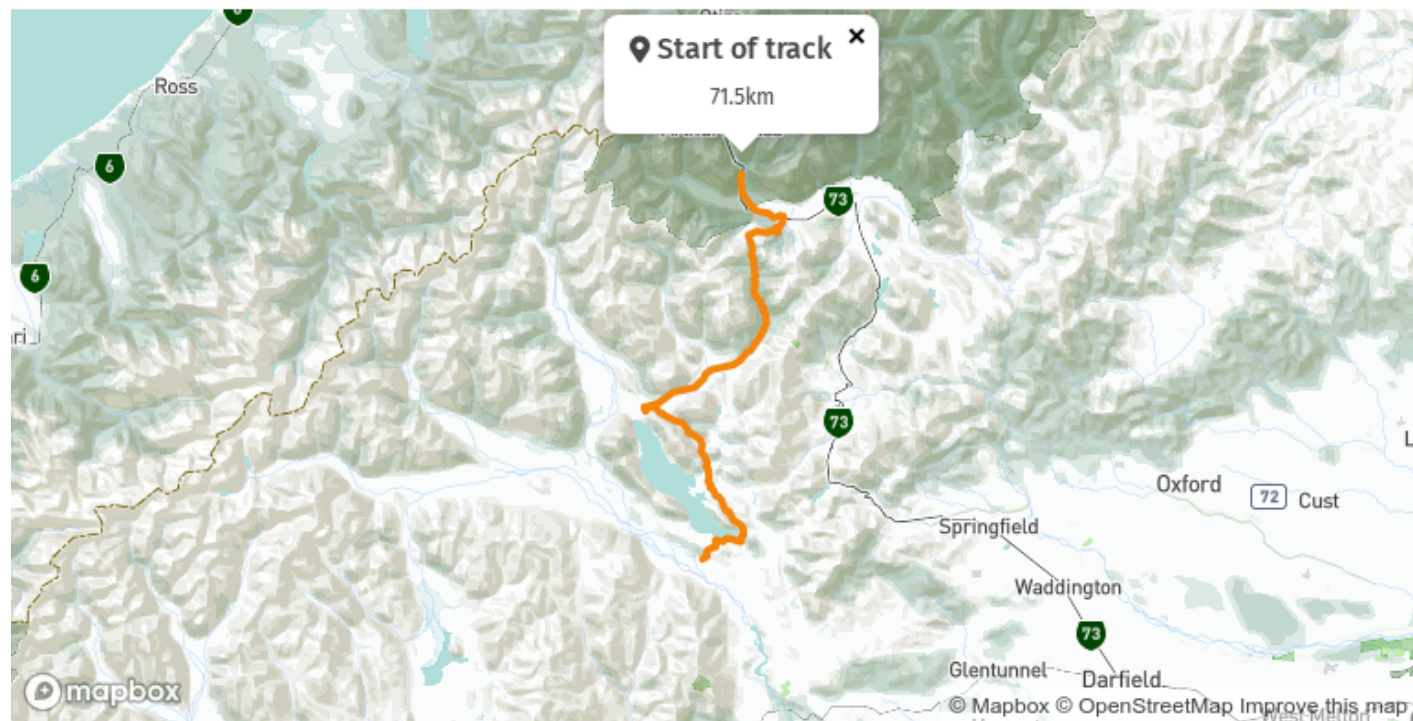 6
Start of track
71.5km
Ross
6
73
6
73
Oxford
72
Cust
Springfield
Waddington
73
Glentunnel
Darfield
mapbox
© Mapbox © OpenStreetMap Improve this map